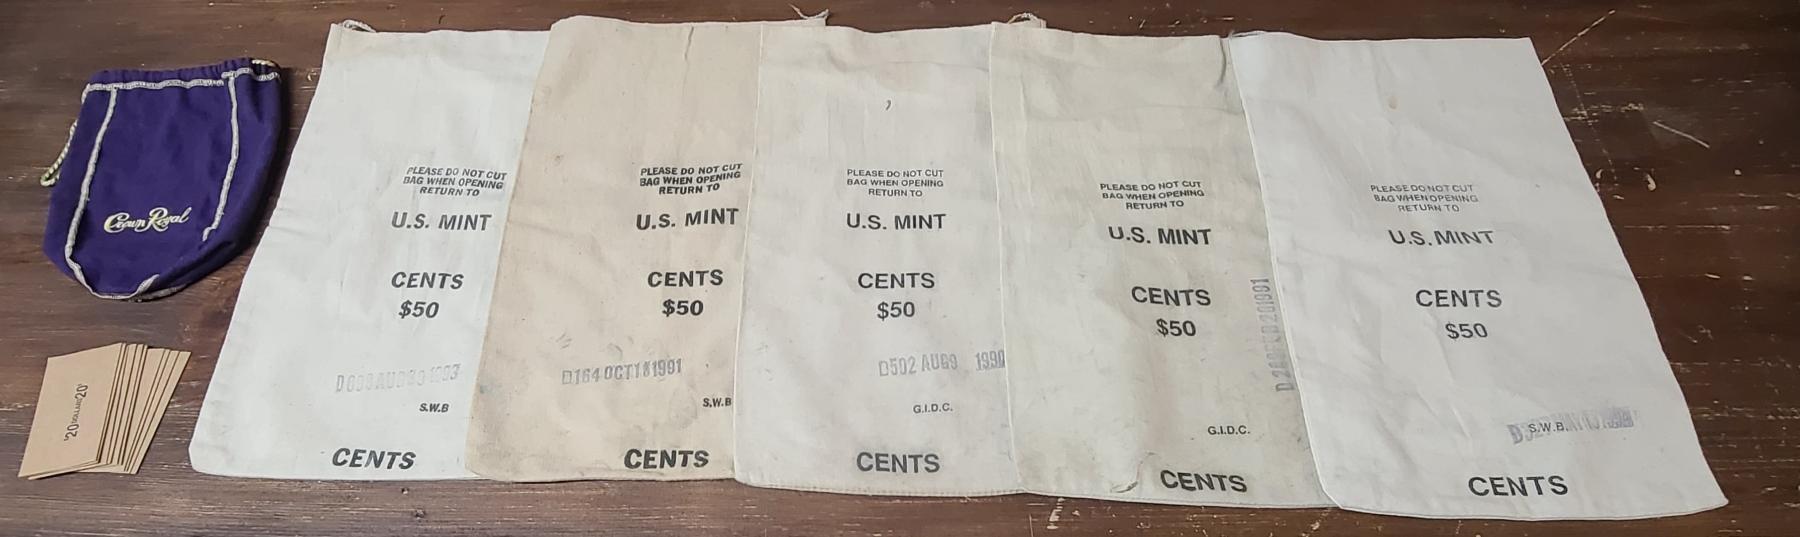 Crown Royal
$20 DOLLARS 20$
PLEASE DO NOT CUT
BAG WHEN OPENING
RETURN TO
U.S. MINT
CENTS
$50
S.W.B
CENTS
PLEASE DO NOT CUT
BAG WHEN OPENING
RETURN TO
U.S. MINT
CENTS
$50
D164 OCT181991
S.W.B
CENTS
PLEASE DO NOT CUT
BAG WHEN OPENING
RETURN TO
U.S. MINT
CENTS
$50
D502 AUG9 1990
G.I.D.C.
CENTS
PLEASE DO NOT CUT
BAG WHEN OPENING
RETURN TO
U.S. MINT
CENTS
$50
G.I.D.C.
CENTS
PLEASE DO NOT CUT
BAG WHEN OPENING
RETURN TO
U.S. MINT
CENTS
$50
S.W.B.
CENTS